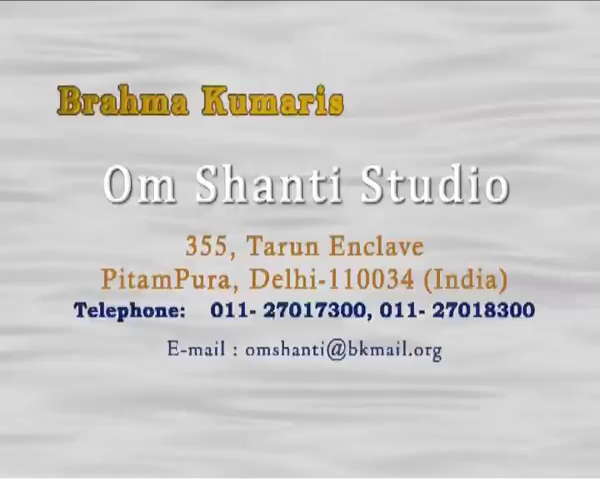 Brahma Kumaris
Om Shanti Studio
355, Tarun Enclave
PitamPura, Delhi-110034 (India)
Telephone: 011- 27017300, 011- 27018300
E-mail : omshanti@bkmail.org